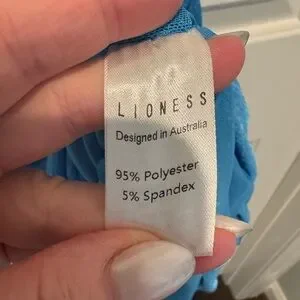 LIONESS
Designed in Australia
95% Polyester
5% Spandex